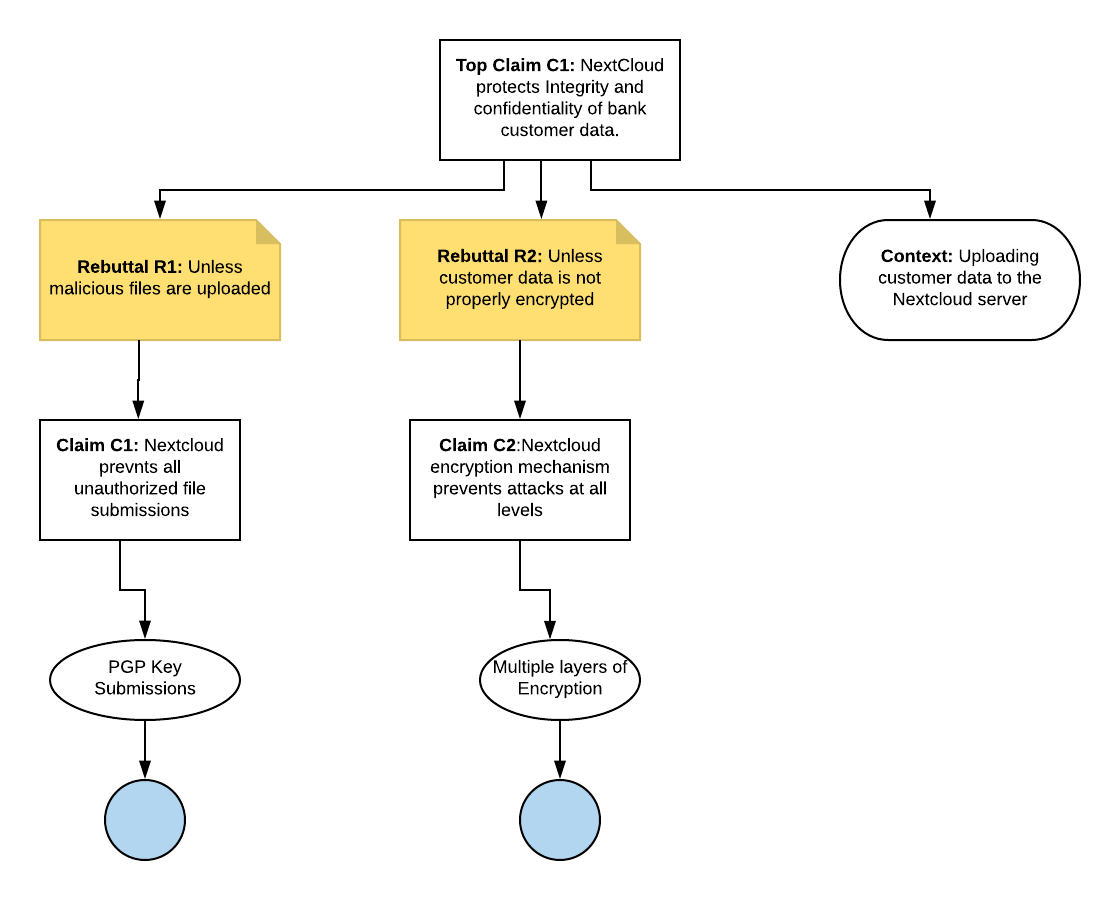 Top Claim C1: NextCloud
protects Integrity and
confidentiality of bank
customer data.
Rebuttal R1: Unless
malicious files are uploaded
Rebuttal R2: Unless
customer data is not
properly encrypted
Context: Uploading
customer data to the
Nextcloud server
Claim C1: Nextcloud
prevnts all
unauthorized file
submissions
Claim C2:Nextcloud
encryption mechanism
prevents attacks at all
levels
PGP Key
Submissions
Multiple layers of
Encryption